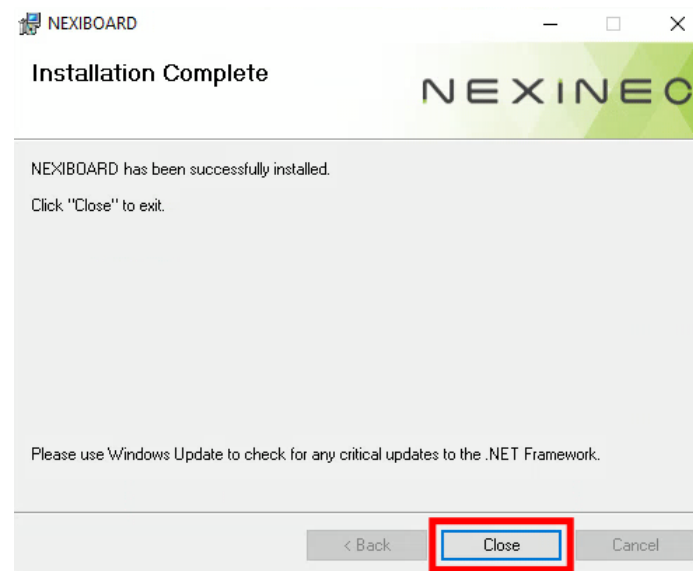 NEXIBOARD
Installation Complete
NEXINEO
NEXIBOARD has been successfully installed.
Click "Close" to exit.
Please use Windows Update to check for any critical updates to the .NET Framework.
< Back
Close
Cancel